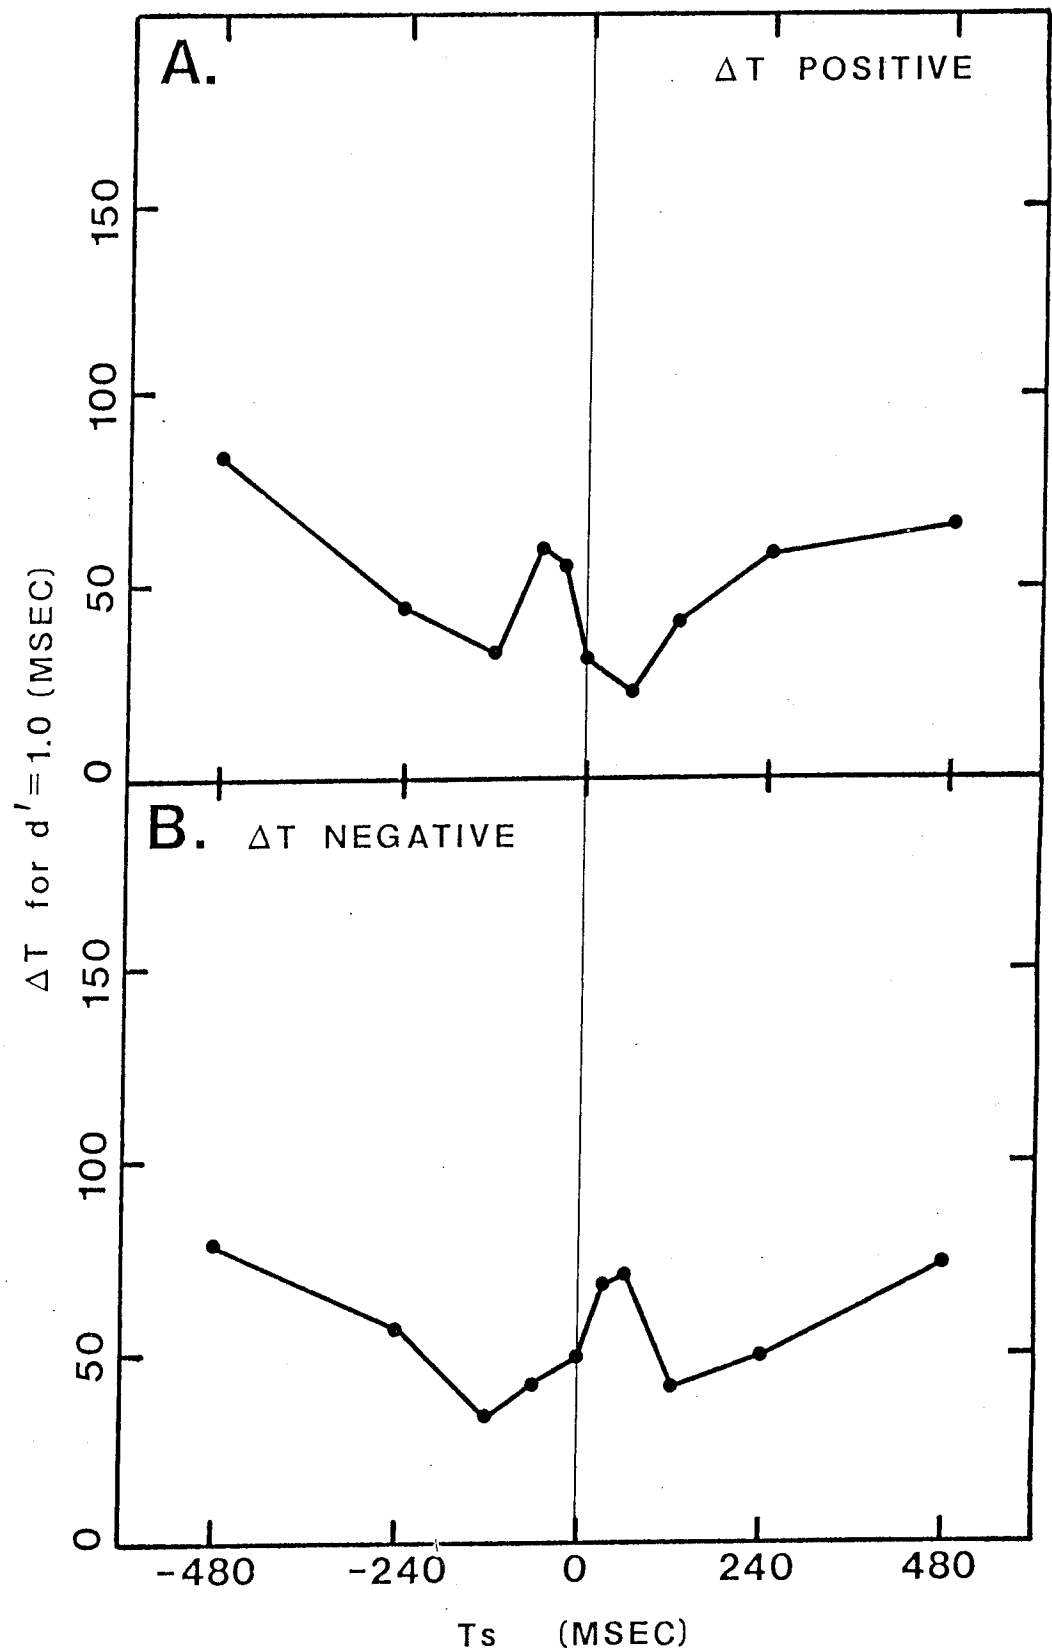 A.
ΔT POSITIVE
150
100
50
0
B. ΔT NEGATIVE
150
100
50
0
ΔT for d′=1.0 (MSEC)
-480 -240 0 240 480
Ts (MSEC)